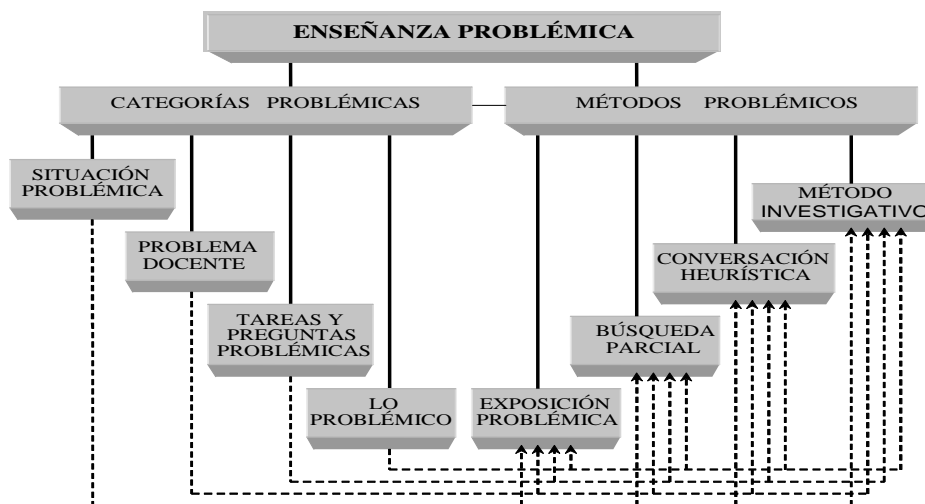 ENSEÑANZA PROBLÉMICA
CATEGORÍAS PROBLÉMICAS
MÉTODOS PROBLÉMICOS
SITUACIÓN
PROBLÉMICA
PROBLEMA
DOCENTE
TAREAS Y
PREGUNTAS
PROBLÉMICAS
LO
PROBLÉMICO
EXPOSICIÓN
PROBLÉMICA
BÚSQUEDA
PARCIAL
CONVERSACIÓN
HEURÍSTICA
MÉTODO
INVESTIGATIVO